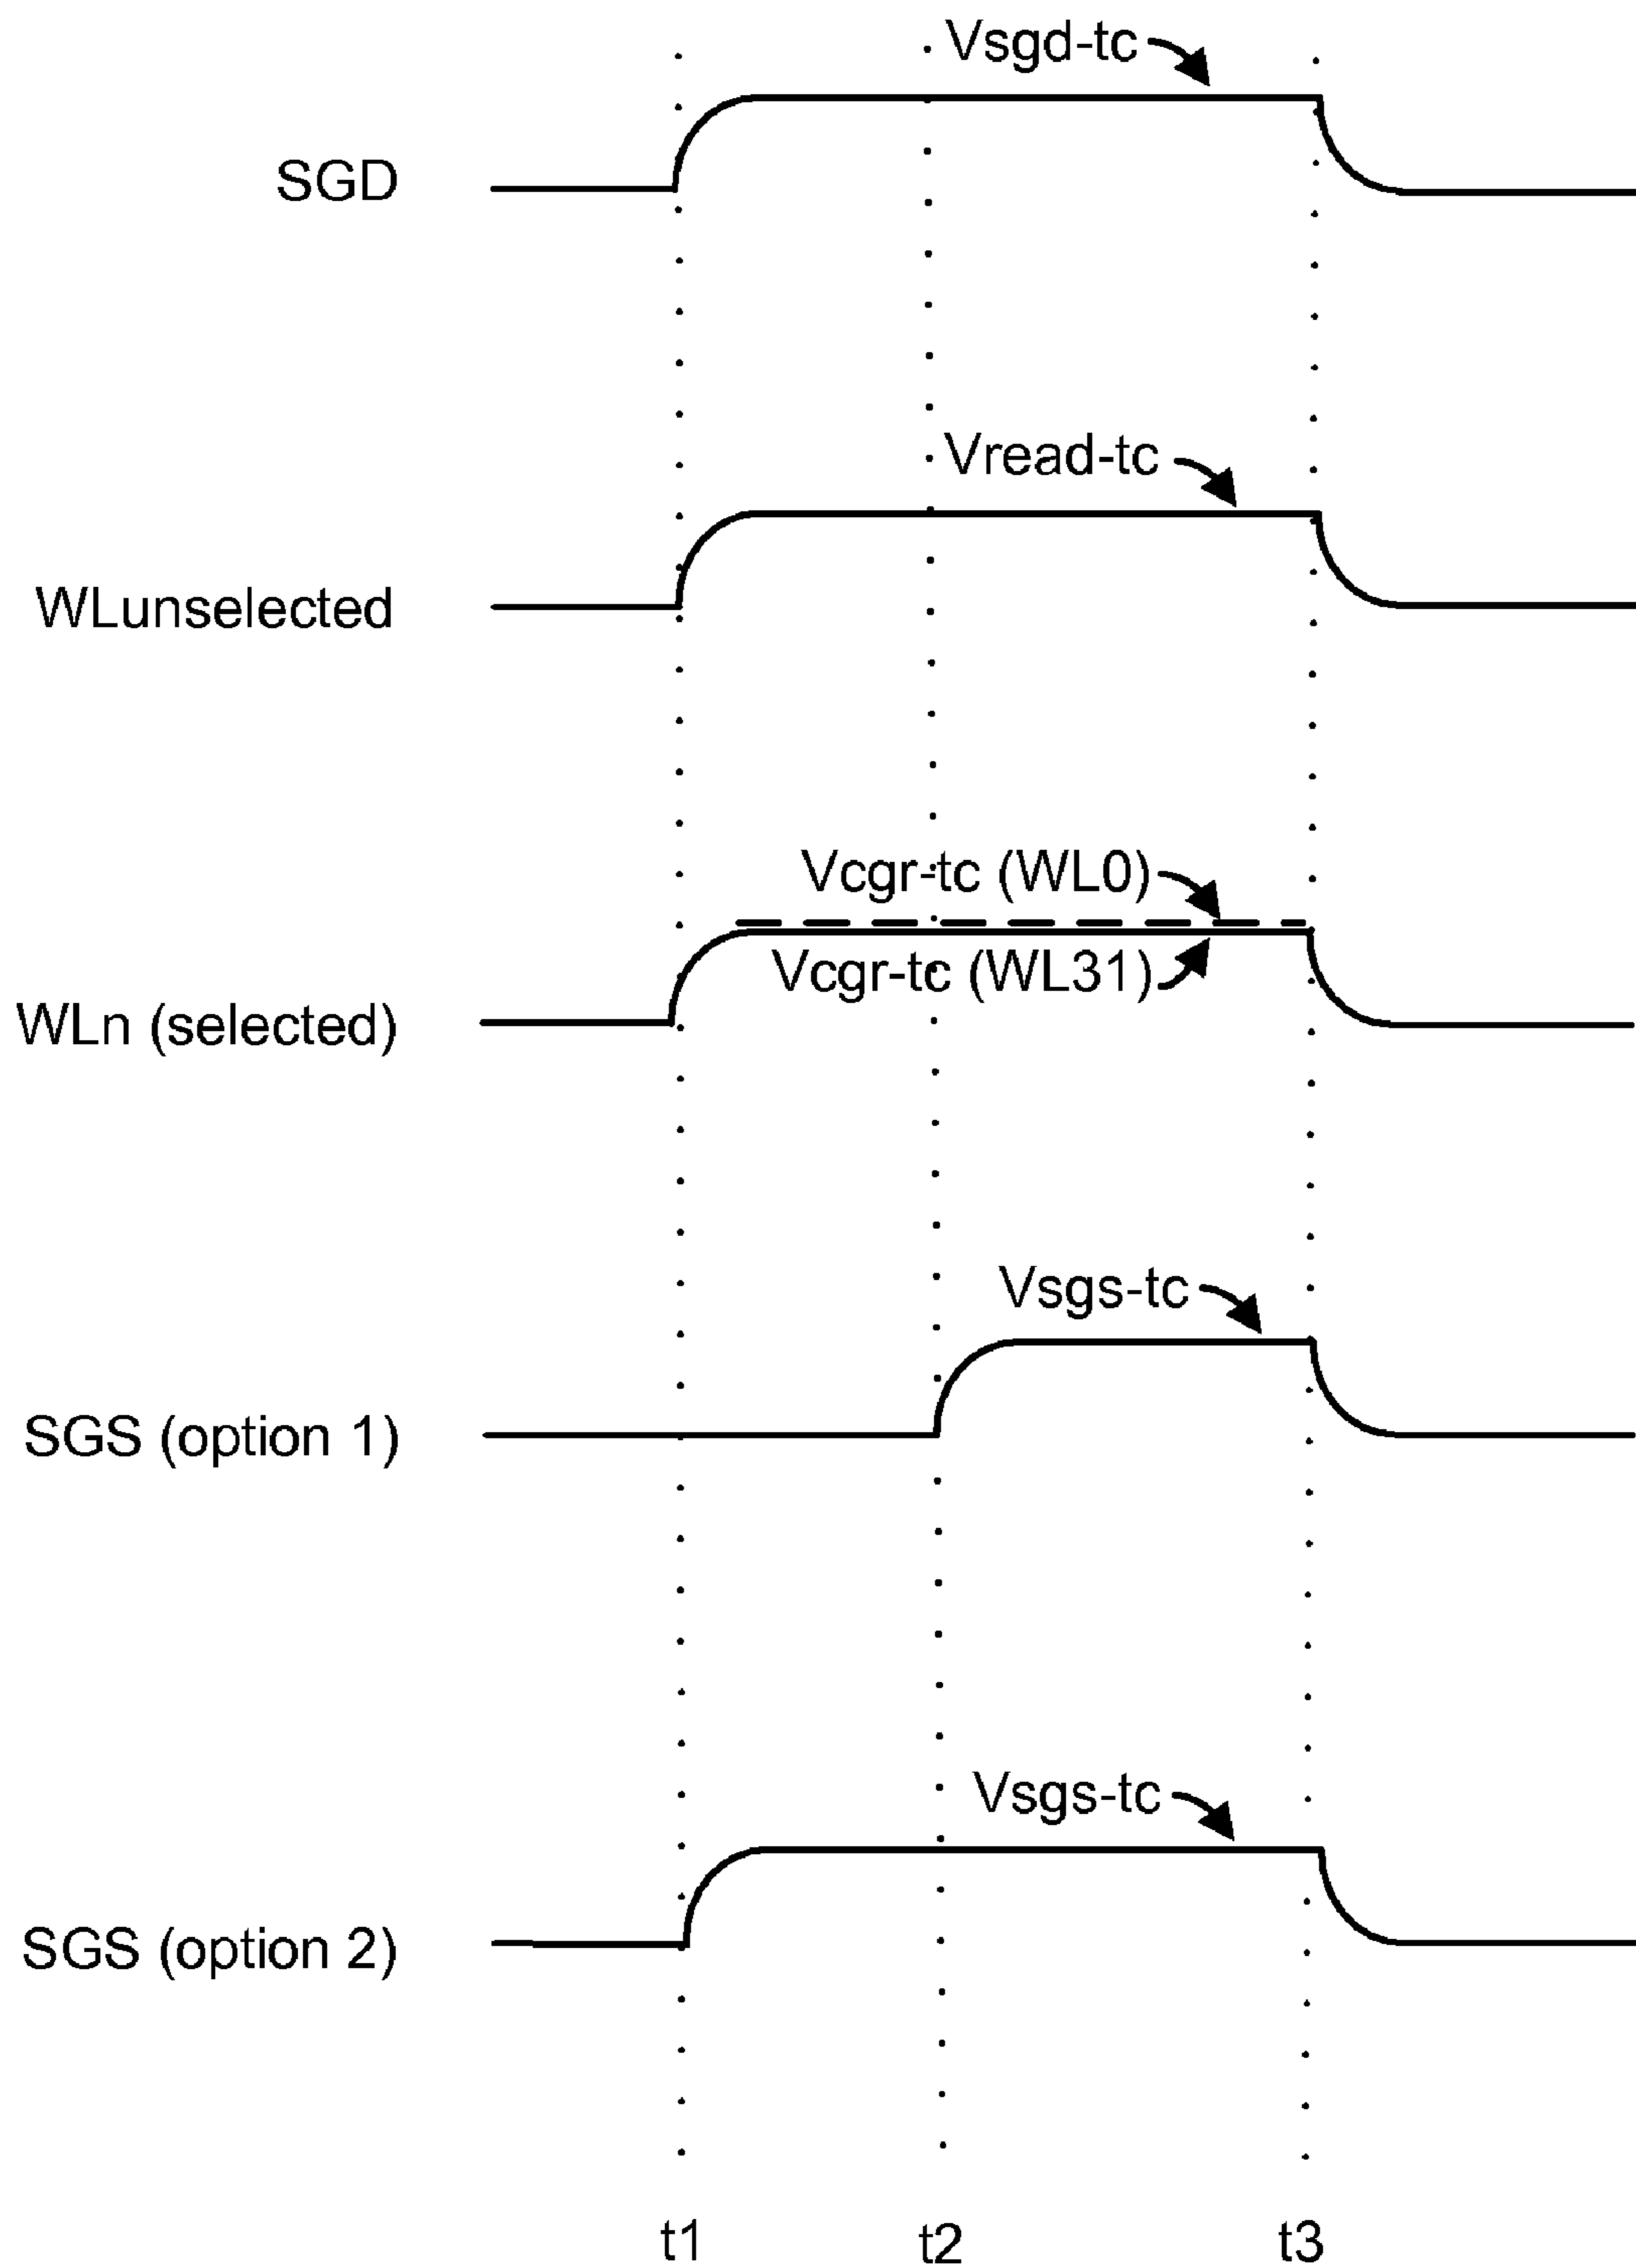 Vsgd-tc
SGD
Vread-tc
WLunselected
Vcgr-tc (WL0)
Vcgr-tc (WL31)
WLn (selected)
Vsgs-tc
SGS (option 1)
Vsgs-tc
SGS (option 2)
t1 t2 t3